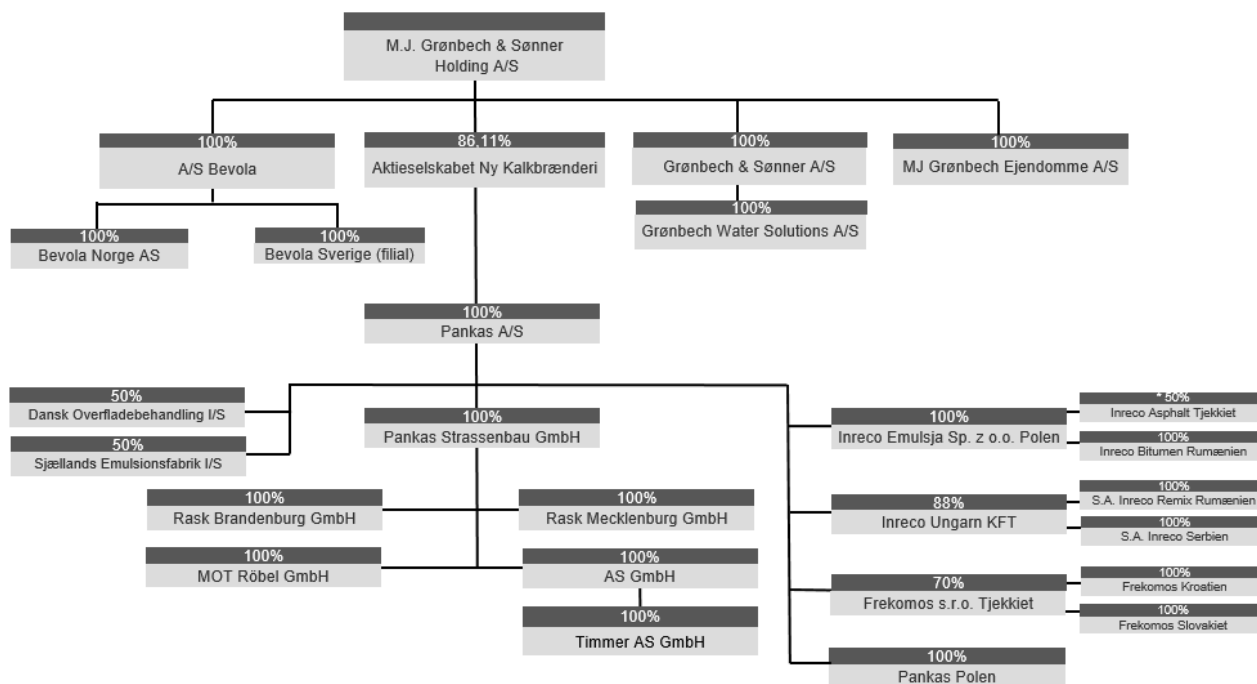 M.J. Grønbech & Sønner
Holding A/S
100%
A/S Bevola
86,11%
Aktieselskabet Ny Kalkbrænderi
100%
Grønbech & Sønner A/S
100%
MJ Grønbech Ejendomme A/S
100%
Bevola Norge AS
100%
Bevola Sverige (filial)
100%
Grønbech Water Solutions A/S
100%
Pankas A/S
50%
Dansk Overfladebehandling I/S
50%
Sjællands Emulsionsfabrik I/S
100%
Pankas Strassenbau GmbH
100%
Rask Brandenburg GmbH
100%
Rask Mecklenburg GmbH
100%
MOT Röbel GmbH
100%
AS GmbH
100%
Timmer AS GmbH
100%
Inreco Emulsja Sp. z o.o. Polen
* 50%
Inreco Asphalt Tjekkiet
100%
Inreco Bitumen Rumænien
88%
Inreco Ungarn KFT
100%
S.A. Inreco Remix Rumænien
100%
S.A. Inreco Serbien
70%
Frekomos s.r.o. Tjekkiet
100%
Frekomos Kroatien
100%
Frekomos Slovakiet
100%
Pankas Polen